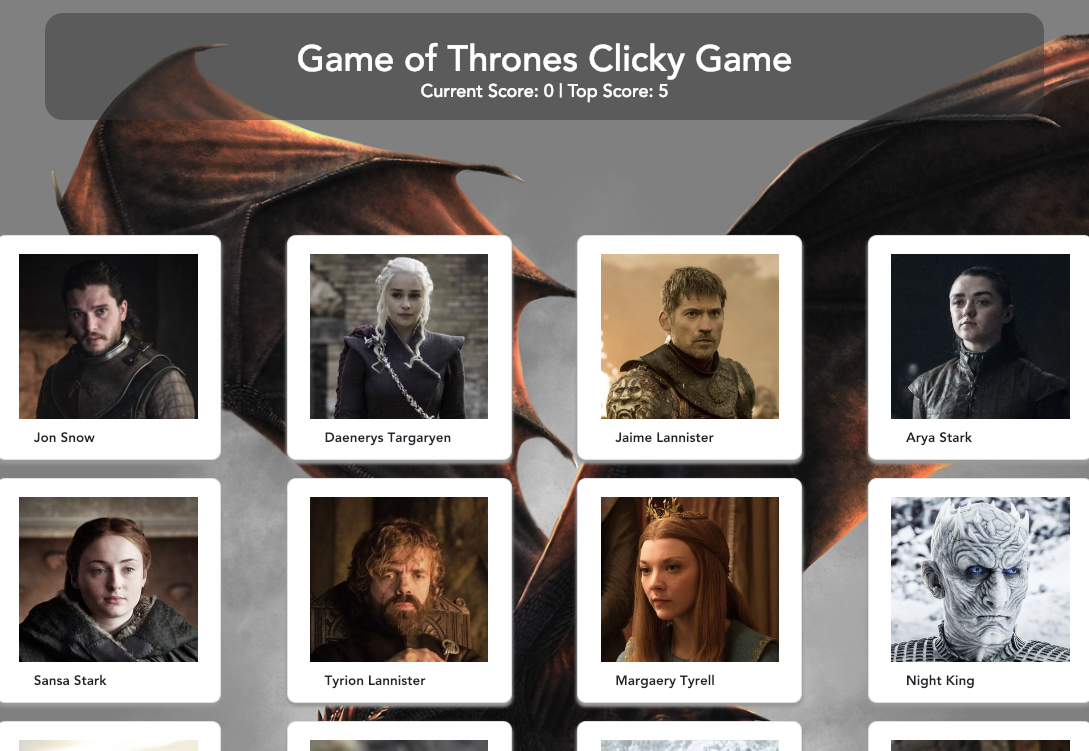 Game of Thrones Clicky Game
Current Score: 0 | Top Score: 5
Jon Snow
Daenerys Targaryen
Jaime Lannister
Arya Stark
Sansa Stark
Tyrion Lannister
Margaery Tyrell
Night King